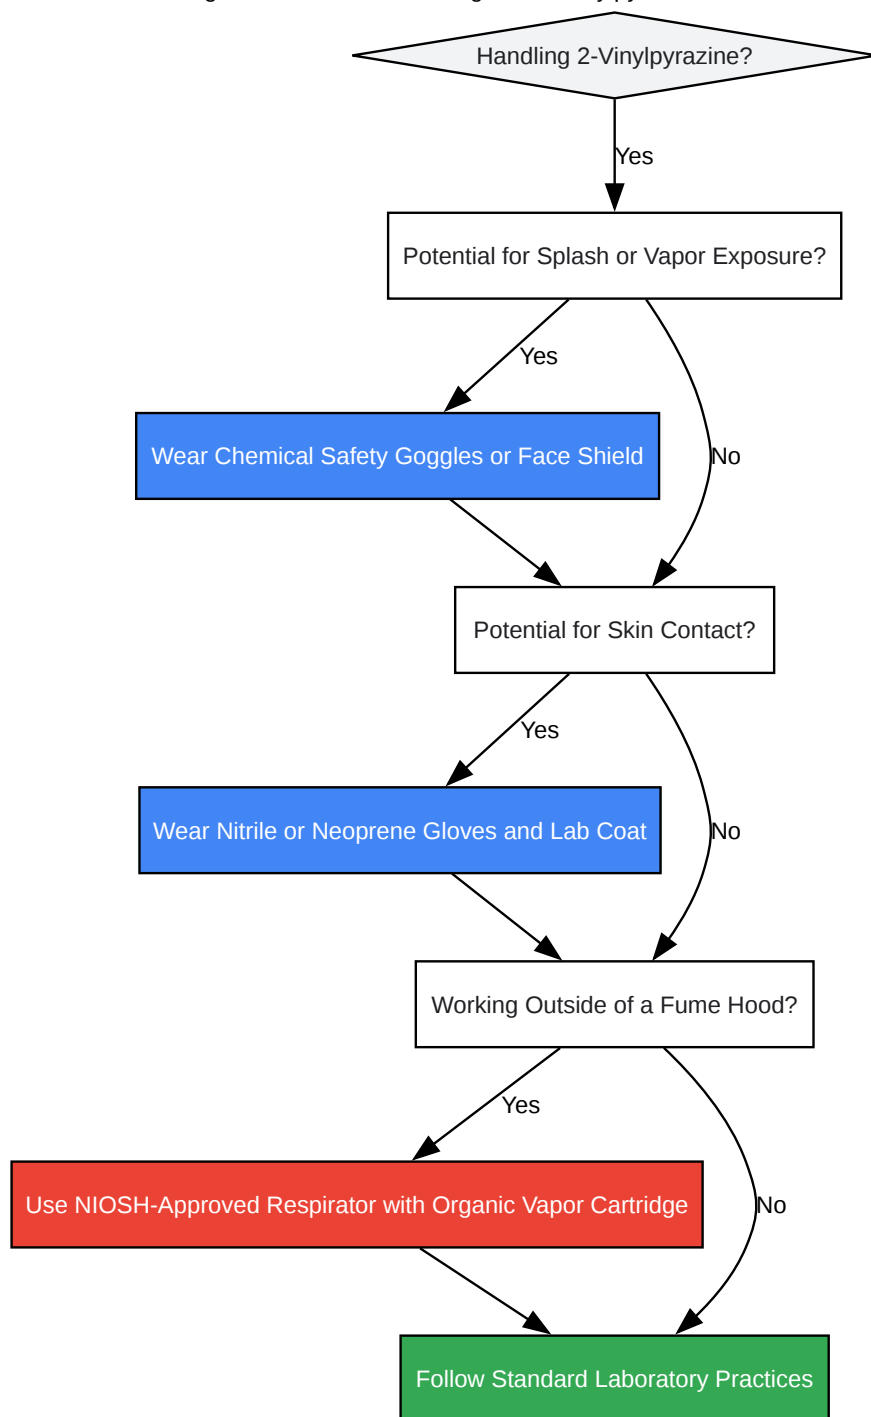 Handling 2-Vinylpyrazine?
Yes
Potential for Splash or Vapor Exposure?
Yes
Wear Chemical Safety Goggles or Face Shield
No
Potential for Skin Contact?
Yes
Wear Nitrile or Neoprene Gloves and Lab Coat
No
Working Outside of a Fume Hood?
Yes
Use NIOSH-Approved Respirator with Organic Vapor Cartridge
No
Follow Standard Laboratory Practices